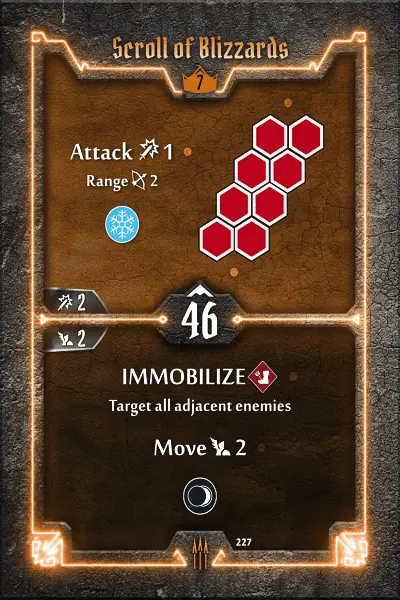 Scroll of Blizzards
7
Attack 1
Range 2
2
46
2
IMMOBILIZE
Target all adjacent enemies
Move 2
227